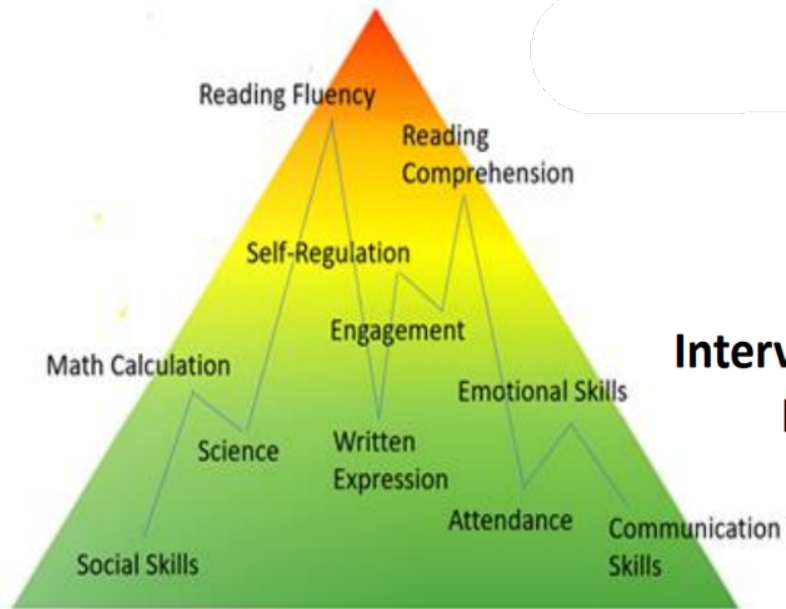 Reading Fluency
Reading
Comprehension
Self-Regulation
Engagement
Math Calculation
Emotional Skills
Science
Written
Expression
Attendance
Communication
Skills
Social Skills